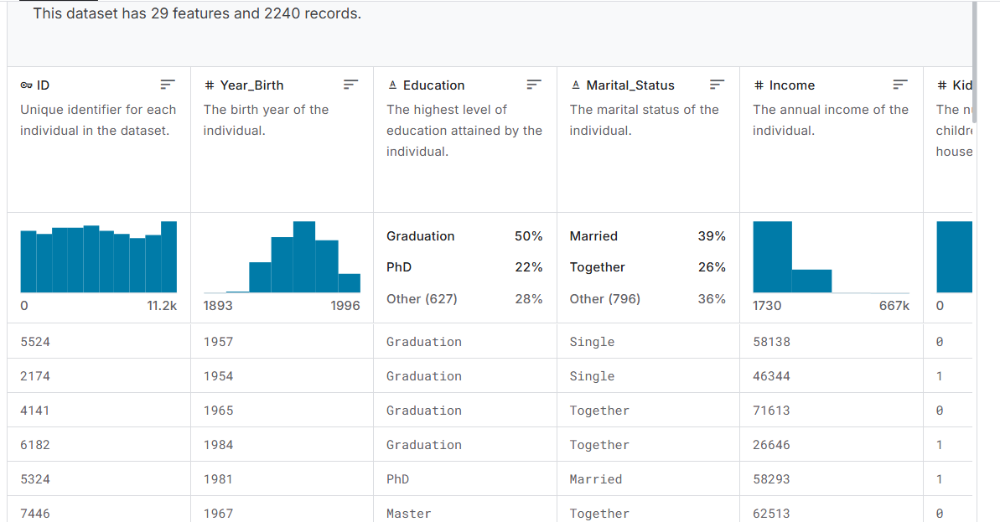 This dataset has 29 features and 2240 records.
ID
Unique identifier for each
individual in the dataset.
# Year_Birth
The birth year of the
individual.
A Education
The highest level of
education attained by the
individual.
A Marital_Status
The marital status of the
individual.
# Income
The annual income of the
individual.
# Kid
The
childre
house
0 11.2k
1893 1996
Graduation 50%
PhD 22%
Other (627) 28%
Married 39%
Together 26%
Other (796) 36%
1730 667k
0
5524 1957 Graduation Single 58138 0
2174 1954 Graduation Single 46344 1
4141 1965 Graduation Together 71613 0
6182 1984 Graduation Together 26646 1
5324 1981 PhD Married 58293 1
7446 1967 Master Together 62513 0